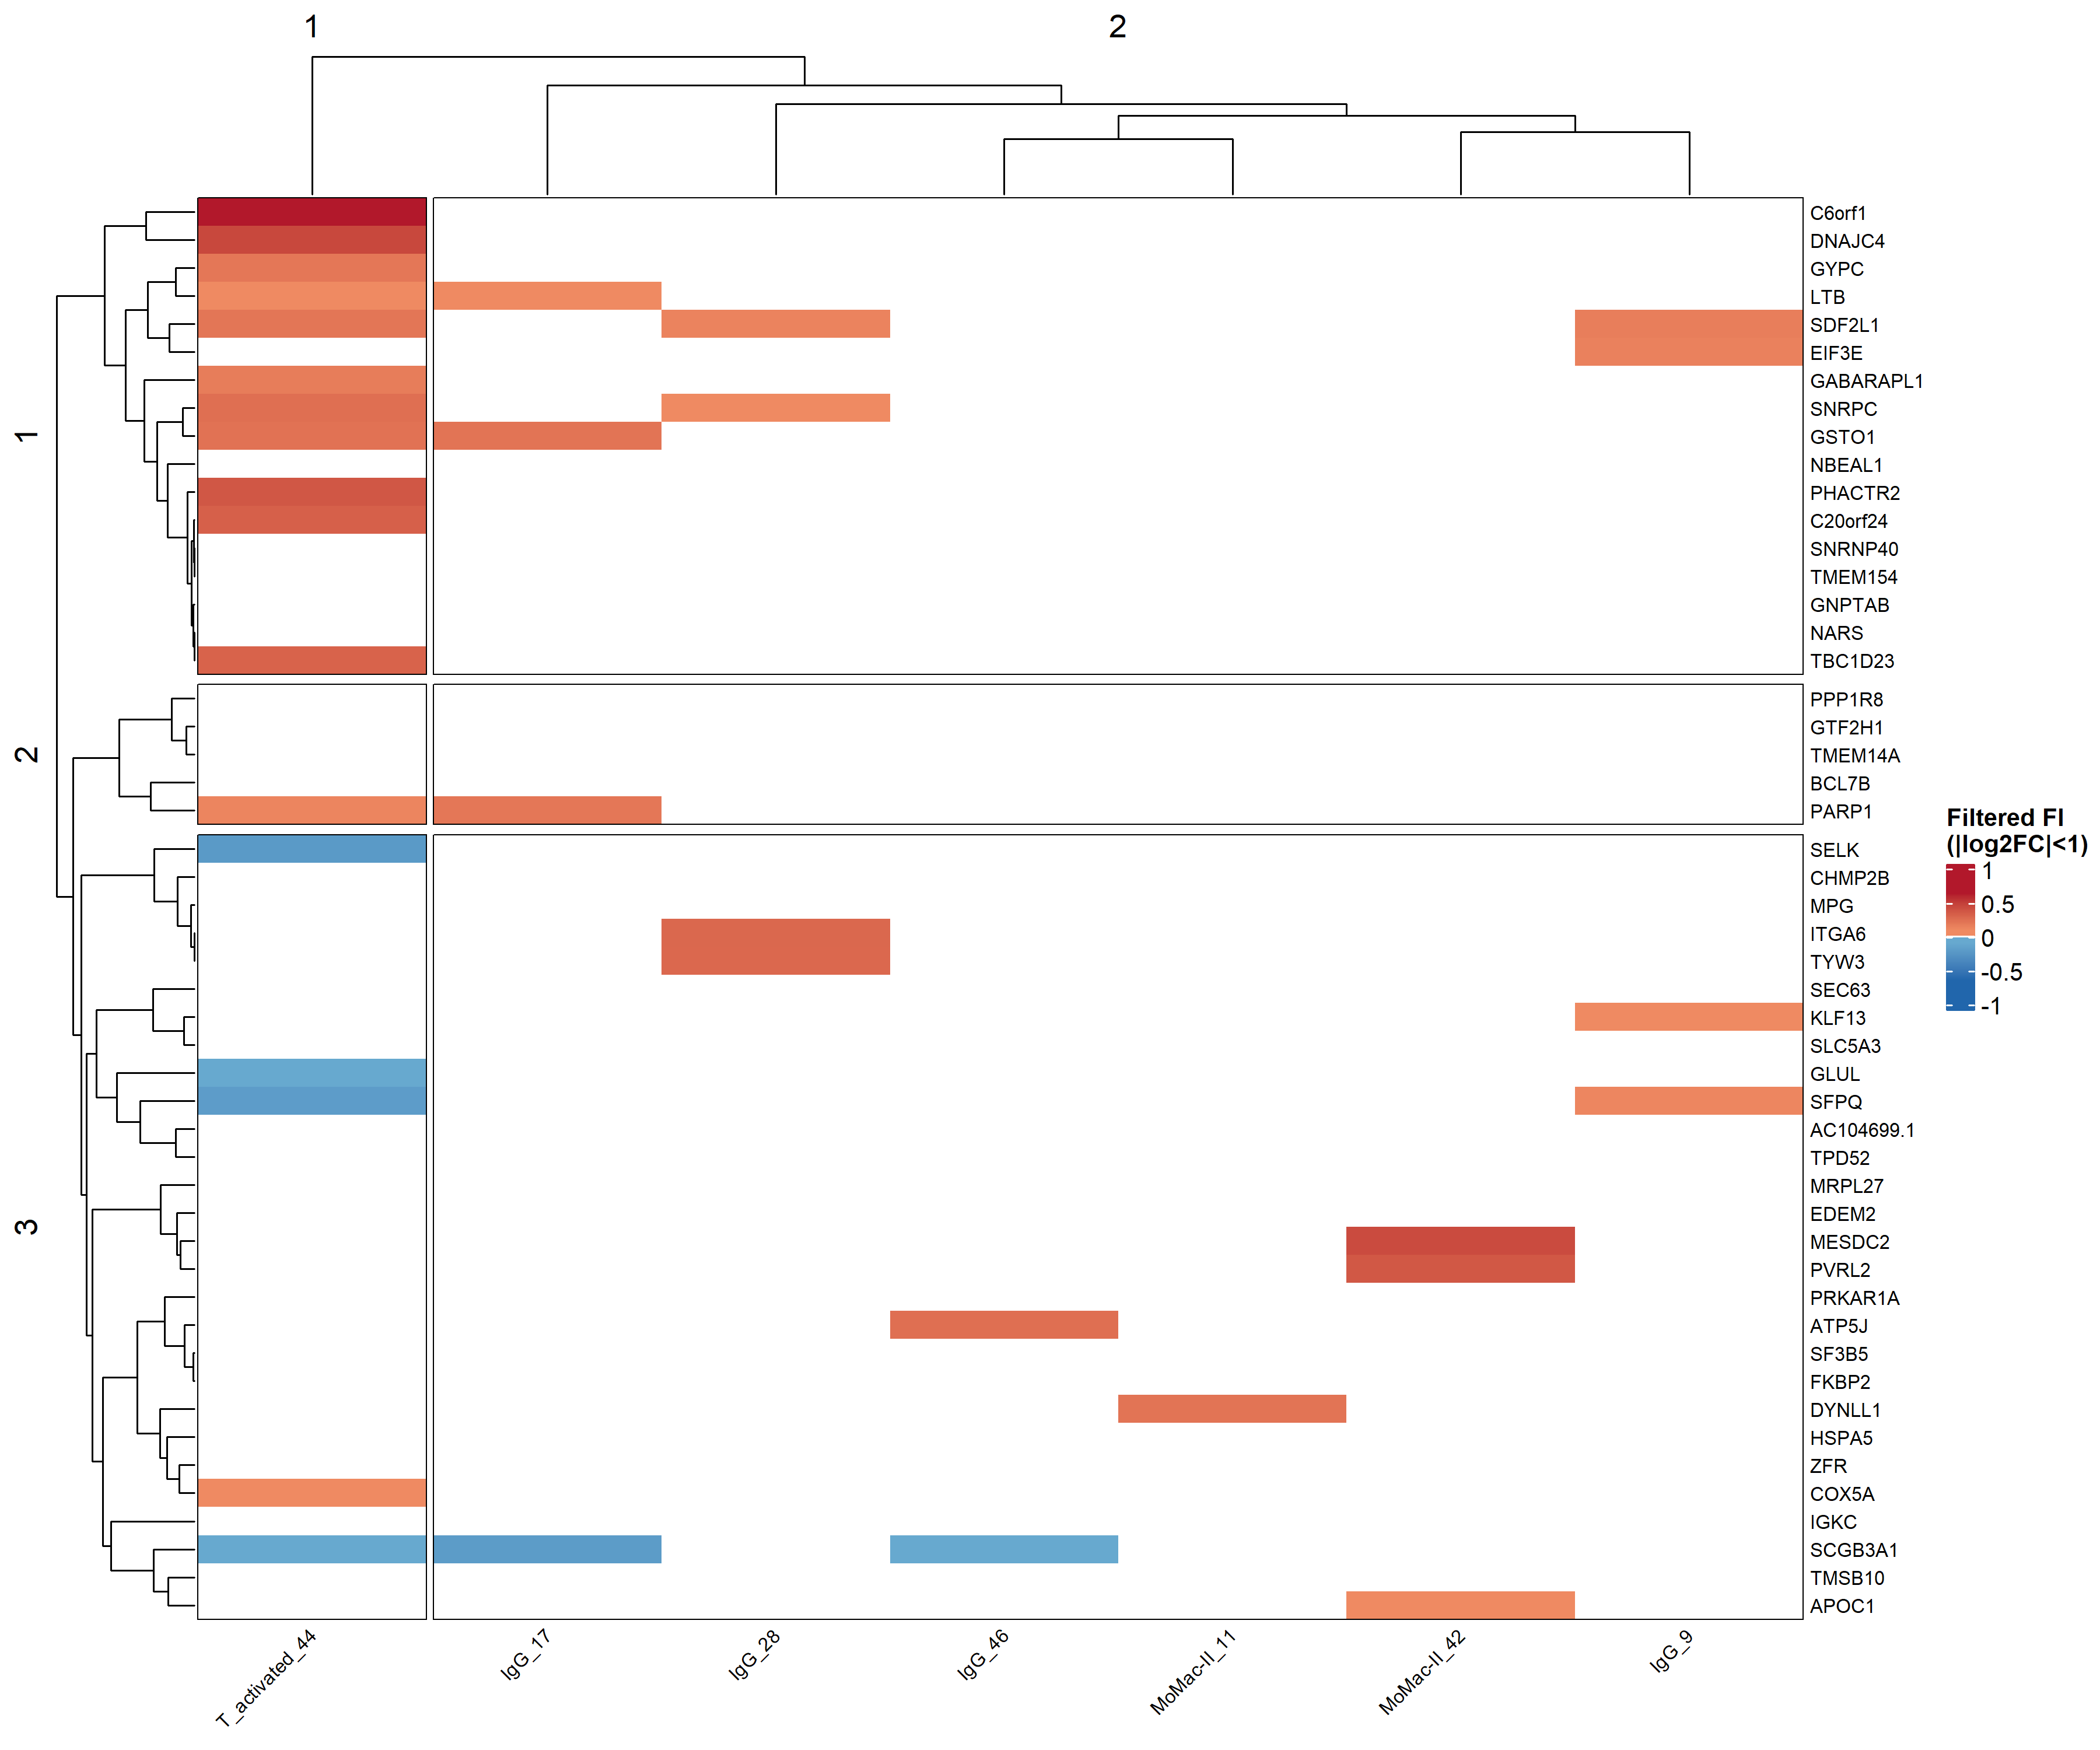 1
2
C6orf1
DNAJC4
GYPC
LTB
SDF2L1
EIF3E
GABARAPL1
SNRPC
GSTO1
NBEAL1
PHACTR2
C20orf24
SNRNP40
TMEM154
GNPTAB
NARS
TBC1D23
1
PPP1R8
GTF2H1
TMEM14A
BCL7B
PARP1
2
SELK
CHMP2B
MPG
ITGA6
TYW3
SEC63
KLF13
SLC5A3
GLUL
SFPQ
AC104699.1
TPD52
MRPL27
EDEM2
MESDC2
PVRL2
PRKAR1A
ATP5J
SF3B5
FKBP2
DYNLL1
HSPA5
ZFR
COX5A
IGKC
SCGB3A1
TMSB10
APOC1
3
T_activated_44
IgG_17
IgG_28
IgG_46
MoMac-II_11
MoMac-II_42
IgG_9
Filtered FI
(|log2FC|<1)
1
0.5
0
-0.5
-1